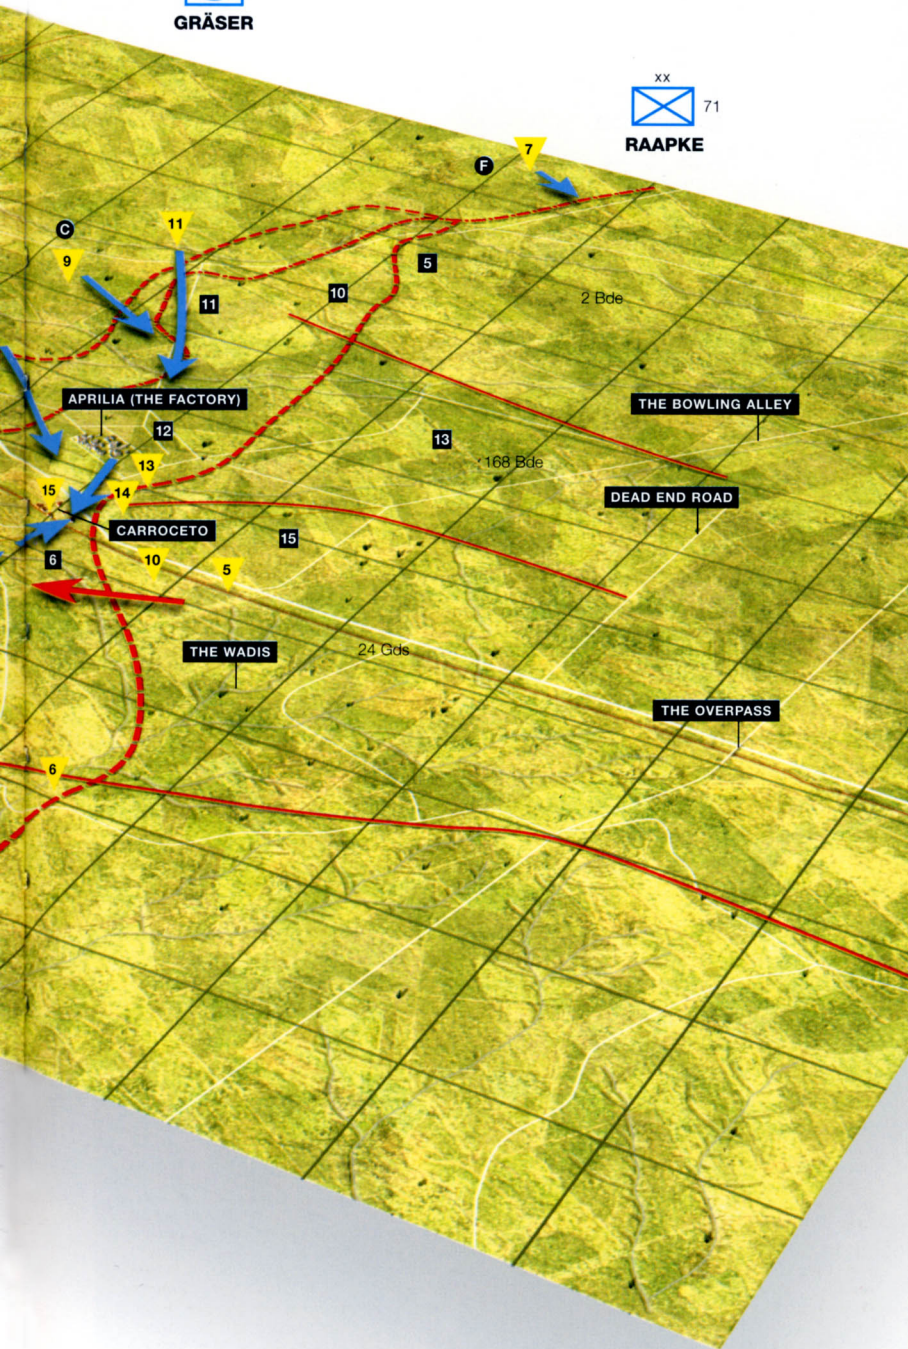 GRÄSER
xx
71
RAAPKE
7
F
11
C
9
5
10
11
2 Bde
APRILIA (THE FACTORY)
THE BOWLING ALLEY
12
13
13
168 Bde
15
14
DEAD END ROAD
CARROCETO
15
6
10
5
THE WADIS
24 Gds
THE OVERPASS
6